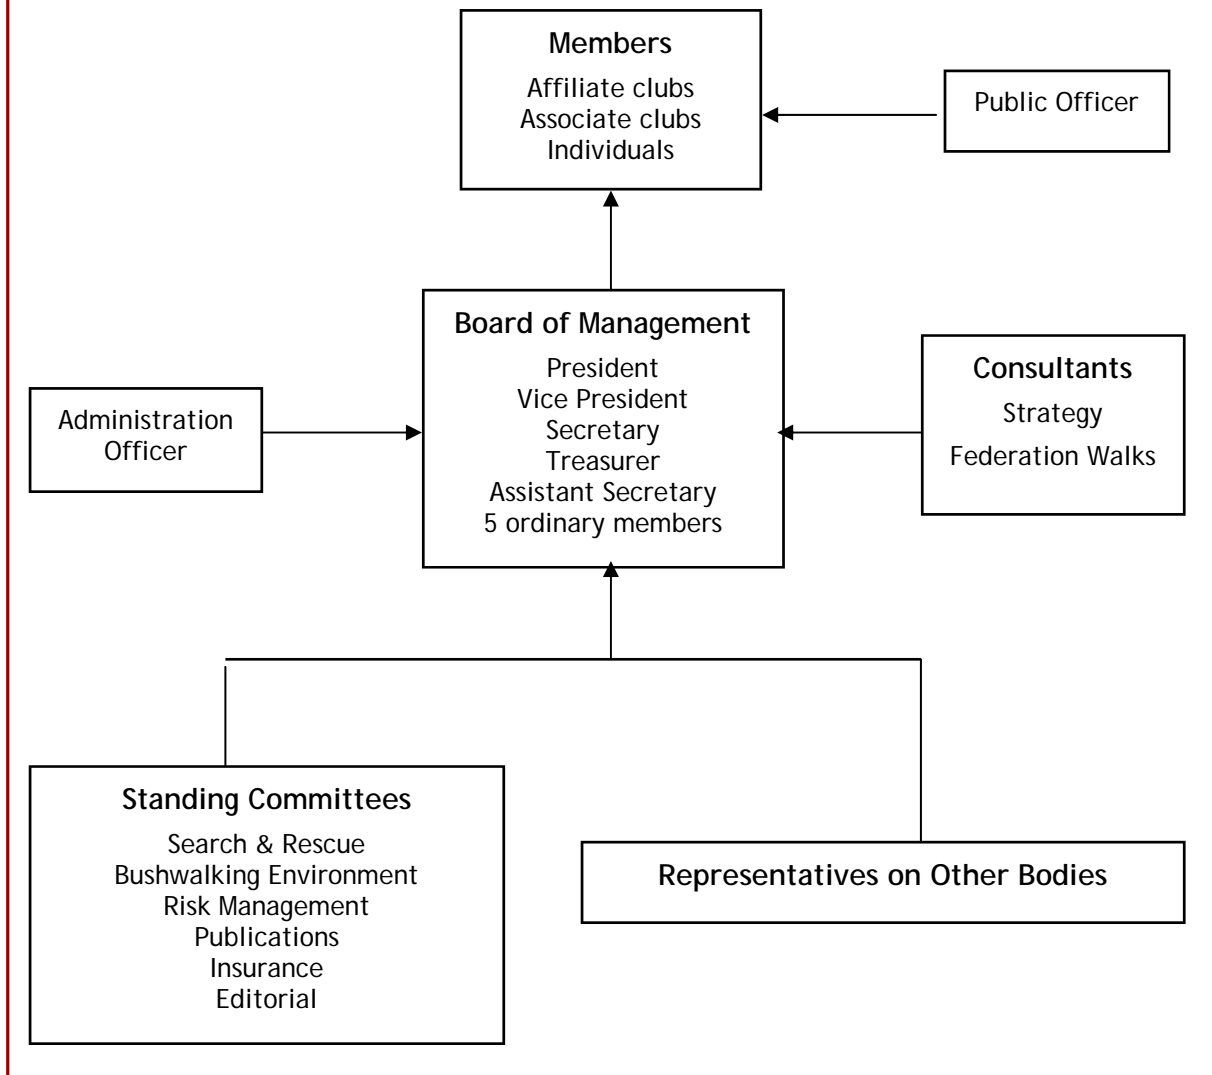 Members
Affiliate clubs
Associate clubs
Individuals
Public Officer
Board of Management
President
Vice President
Secretary
Treasurer
Assistant Secretary
5 ordinary members
Administration
Officer
Consultants
Strategy
Federation Walks
Standing Committees
Search & Rescue
Bushwalking Environment
Risk Management
Publications
Insurance
Editorial
Representatives on Other Bodies